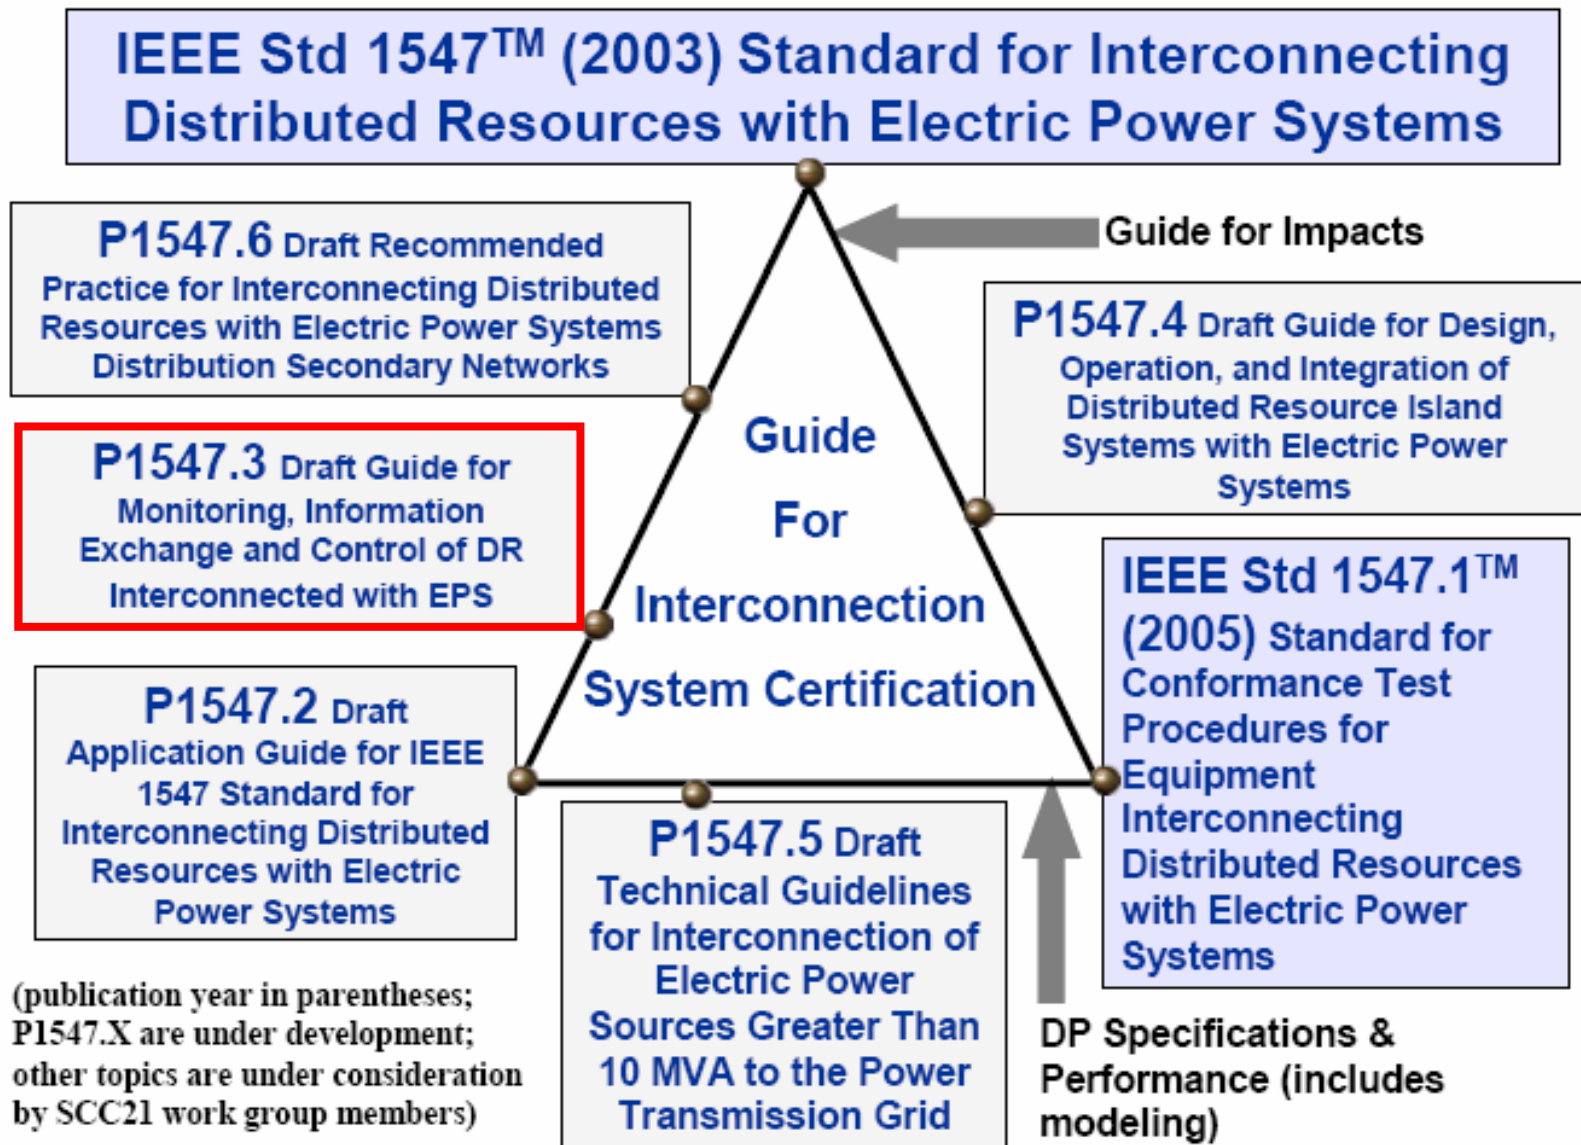 IEEE Std 1547™ (2003) Standard for Interconnecting
Distributed Resources with Electric Power Systems
Guide for Impacts
P1547.6 Draft Recommended
Practice for Interconnecting Distributed
Resources with Electric Power Systems
Distribution Secondary Networks
P1547.4 Draft Guide for Design,
Operation, and Integration of
Distributed Resource Island
Systems with Electric Power
Systems
P1547.3 Draft Guide for
Monitoring, Information
Exchange and Control of DR
Interconnected with EPS
Guide
For
Interconnection
System Certification
IEEE Std 1547.1™
(2005) Standard for
Conformance Test
Procedures for
Equipment
Interconnecting
Distributed Resources
with Electric Power
Systems
P1547.2 Draft
Application Guide for IEEE
1547 Standard for
Interconnecting Distributed
Resources with Electric
Power Systems
P1547.5 Draft
Technical Guidelines
for Interconnection of
Electric Power
Sources Greater Than
10 MVA to the Power
Transmission Grid
(publication year in parentheses;
P1547.X are under development;
other topics are under consideration
by SCC21 work group members)
DP Specifications &
Performance (includes
modeling)